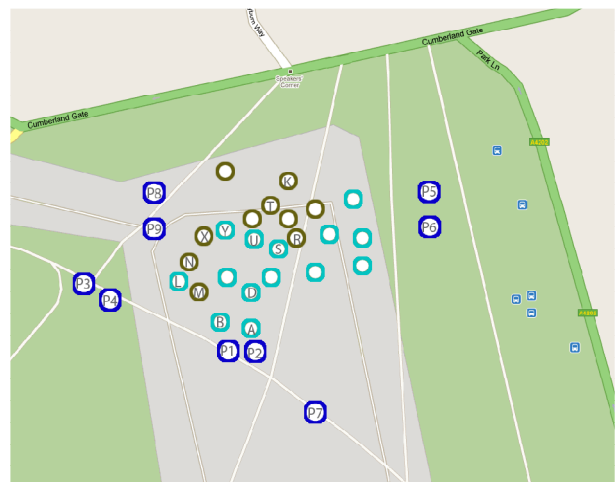 Cumberland Gate
Park Ln
Speakers'
Corner
Cumberland Gate
A4202
K
P8
P5
T
P9
X
Y
U
S
R
P6
N
L
M
D
P3
P4
B
A
P1
P2
P7